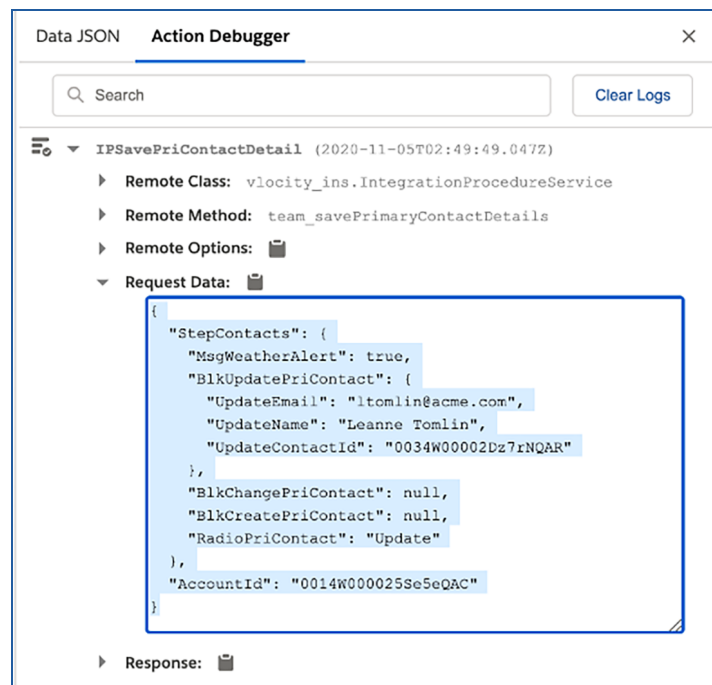 Data JSON Action Debugger
Search Clear Logs
IPSavePriContactDetail (2020-11-05T02:49:49.047Z)
Remote Class: vlocity_ins.IntegrationProcedureService
Remote Method: team_savePrimaryContactDetails
Remote Options:
Request Data:
{
"StepContacts": {
"MsgWeatherAlert": true,
"BlkUpdatePriContact": {
"UpdateEmail": "ltomlin@acme.com",
"UpdateName": "Leanne Tomlin",
"UpdateContactId": "0034W00002Dz7rNQAR"
},
"BlkChangePriContact": null,
"BlkCreatePriContact": null,
"RadioPriContact": "Update"
},
"AccountId": "0014W000025Se5eQAC"
}
Response: